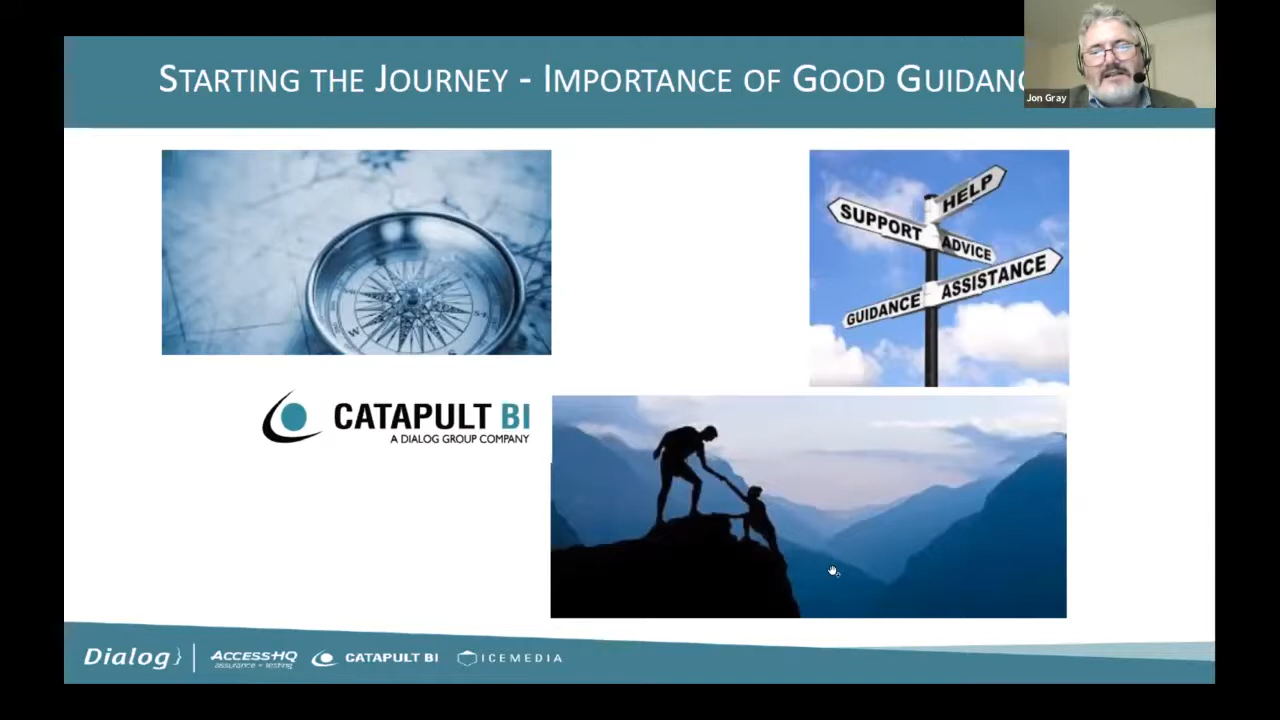 STARTING THE JOURNEY - IMPORTANCE OF GOOD GUIDANC
Jon Gray
HELP
SUPPORT
ADVICE
ASSISTANCE
GUIDANCE
W
CATAPULT BI
A DIALOG GROUP COMPANY
Dialog}
ACCESSHQ
assurance + testing
CATAPULT BI
ICEMEDIA